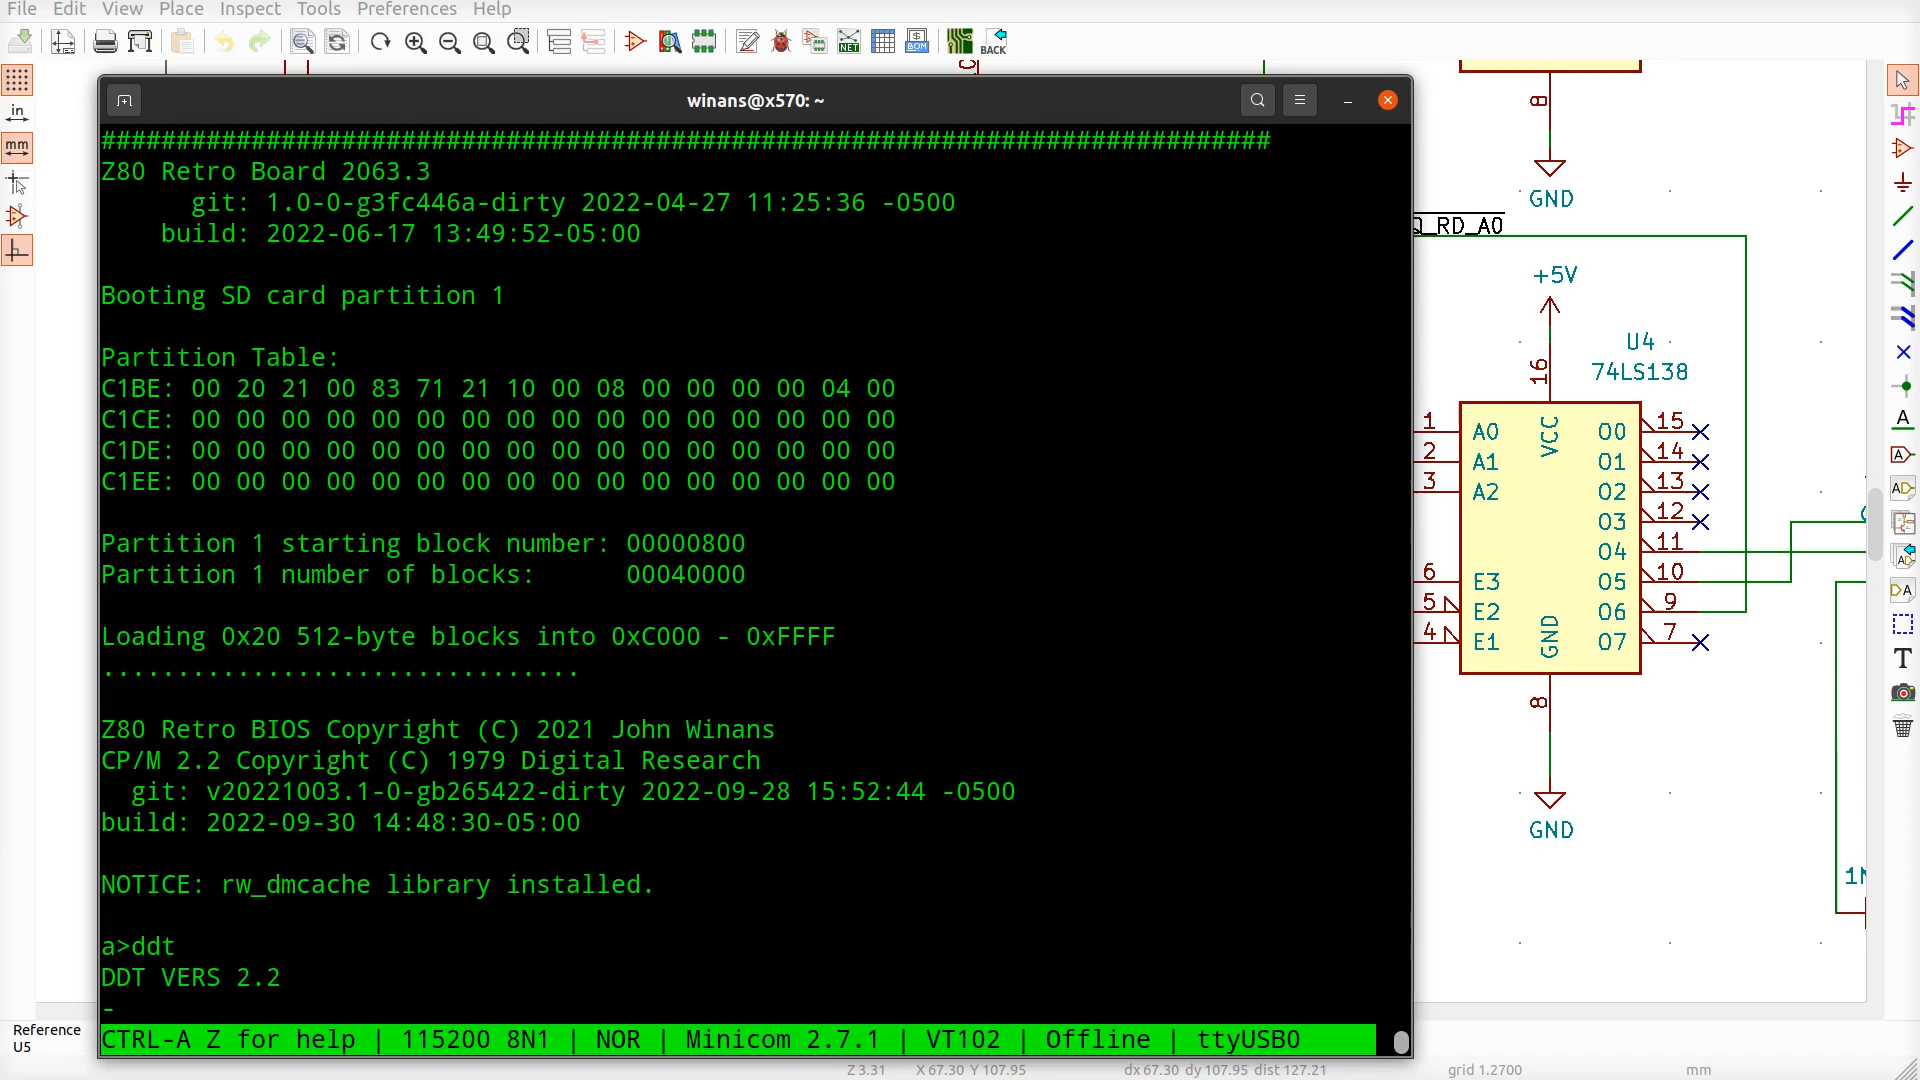 File Edit View Place Inspect Tools Preferences Help
NET
BOM
BACK
in
mm
winans@x570: ~
##############################################################################
Z80 Retro Board 2063.3
git: 1.0-0-g3fc446a-dirty 2022-04-27 11:25:36 -0500
build: 2022-06-17 13:49:52-05:00
Booting SD card partition 1
Partition Table:
C1BE: 00 20 21 00 83 71 21 10 00 08 00 00 00 00 04 00
C1CE: 00 00 00 00 00 00 00 00 00 00 00 00 00 00 00 00
C1DE: 00 00 00 00 00 00 00 00 00 00 00 00 00 00 00 00
C1EE: 00 00 00 00 00 00 00 00 00 00 00 00 00 00 00 00
Partition 1 starting block number: 00000800
Partition 1 number of blocks: 00040000
Loading 0x20 512-byte blocks into 0xC000 - 0xFFFF
................................
Z80 Retro BIOS Copyright (C) 2021 John Winans
CP/M 2.2 Copyright (C) 1979 Digital Research
git: v20221003.1-0-gb265422-dirty 2022-09-28 15:52:44 -0500
build: 2022-09-30 14:48:30-05:00
NOTICE: rw_dmcache library installed.
a>ddt
DDT VERS 2.2
-
CTRL-A Z for help | 115200 8N1 | NOR | Minicom 2.7.1 | VT102 | Offline | ttyUSB0
8
GND
_RD_A0
+5V
16
U4
74LS138
1 A0 VCC O0 15
2 A1 O1 14
3 A2 O2 13
O3 12
O4 11
6 E3 O5 10
5 E2 GND O6 9
4 E1 O7 7
8
GND
A
A
AD
AD
DA
T
Reference
U5
Z 3.31 X 67.30 Y 107.95 dx 67.30 dy 107.95 dist 127.21 grid 1.2700 mm